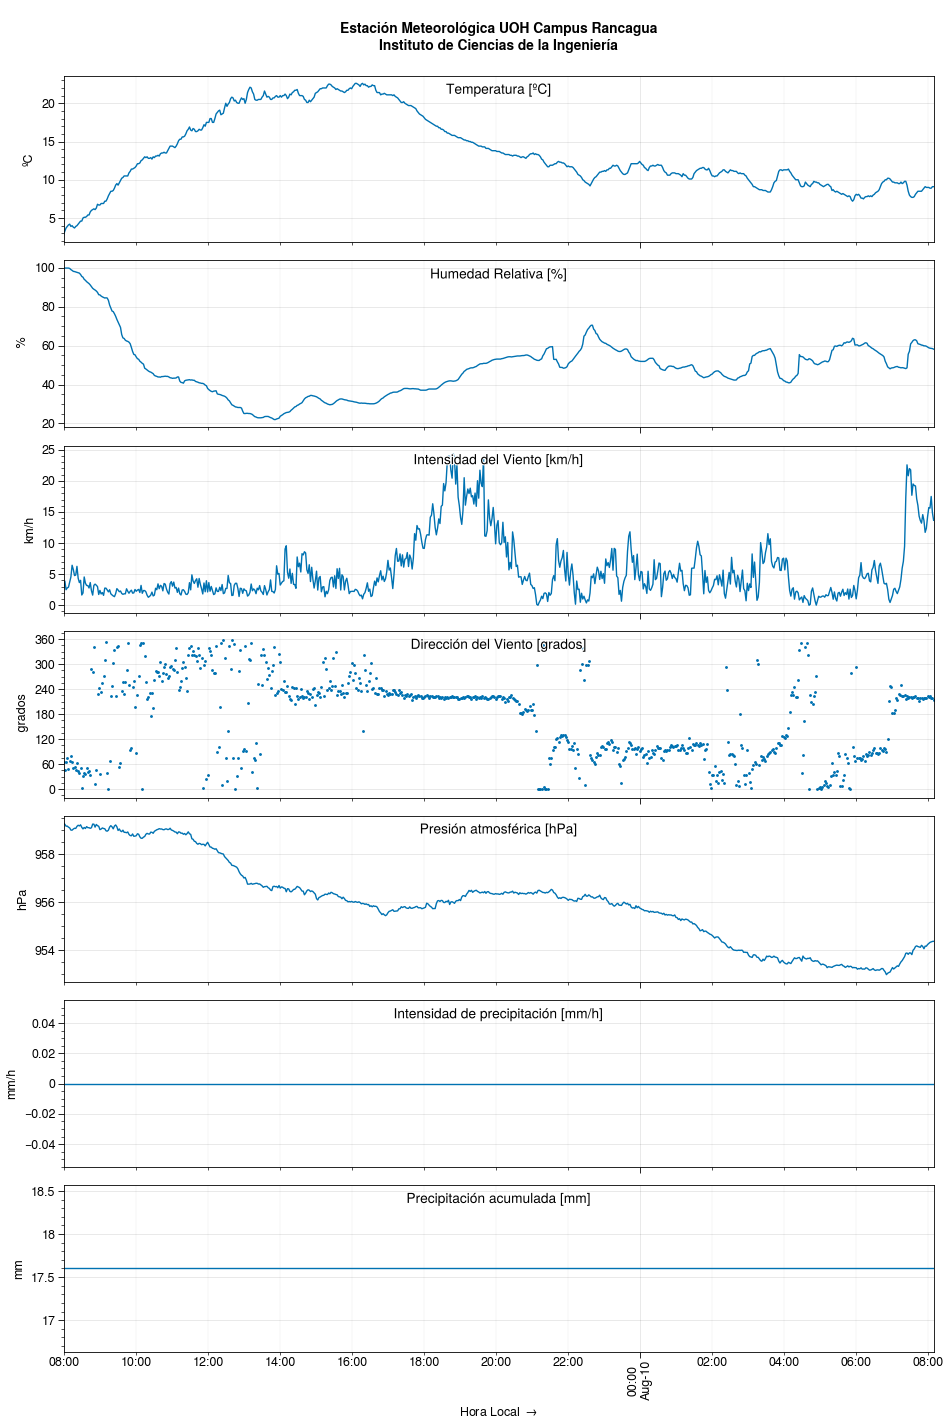 Estación Meteorológica UOH Campus Rancagua
Instituto de Ciencias de la Ingeniería
Temperatura [ºC]
ºC
20
15
10
5
Humedad Relativa [%]
%
100
80
60
40
20
Intensidad del Viento [km/h]
km/h
25
20
15
10
5
0
Dirección del Viento [grados]
grados
360
300
240
180
120
60
0
Presión atmosférica [hPa]
hPa
958
956
954
Intensidad de precipitación [mm/h]
mm/h
0.04
0.02
0
−0.02
−0.04
Precipitación acumulada [mm]
mm
18.5
18
17.5
17
08:00 10:00 12:00 14:00 16:00 18:00 20:00 22:00 00:00 02:00 04:00 06:00 08:00
Aug-10
Hora Local →